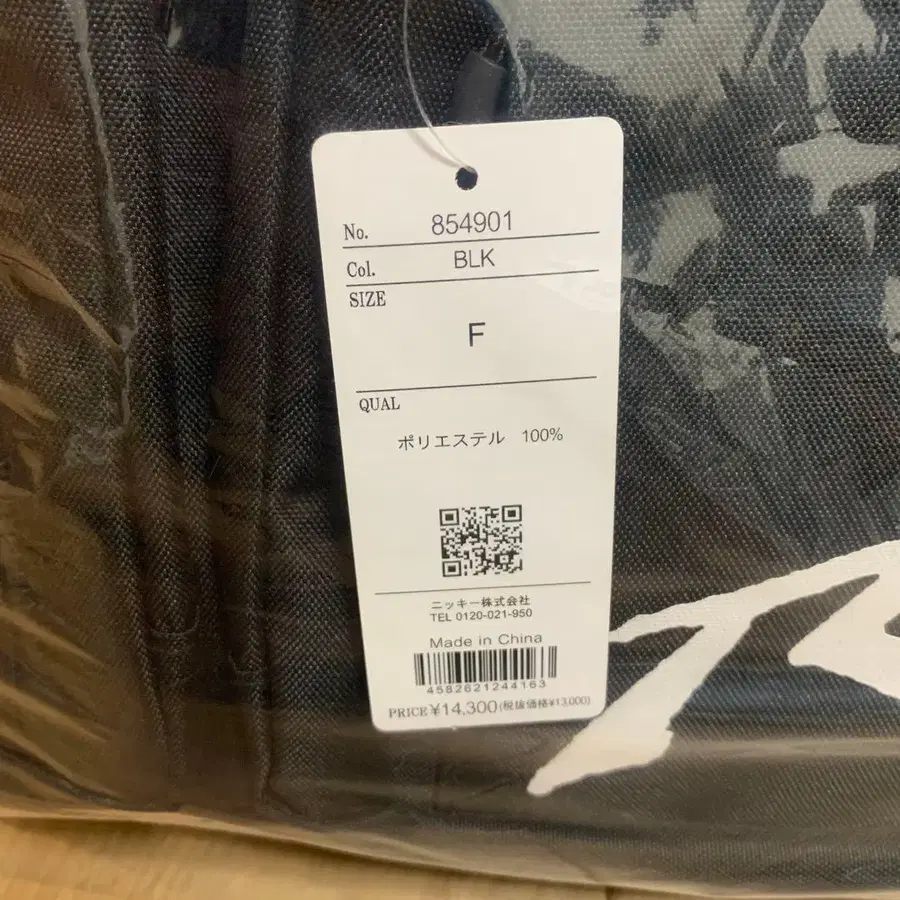 No. 854901
Col. BLK
SIZE
F
QUAL
ポリエステル 100%
ニッキー株式会社
TEL 0120-021-950
Made in China
4582621244163
PRICE ¥14,300(税抜価格¥13,000)